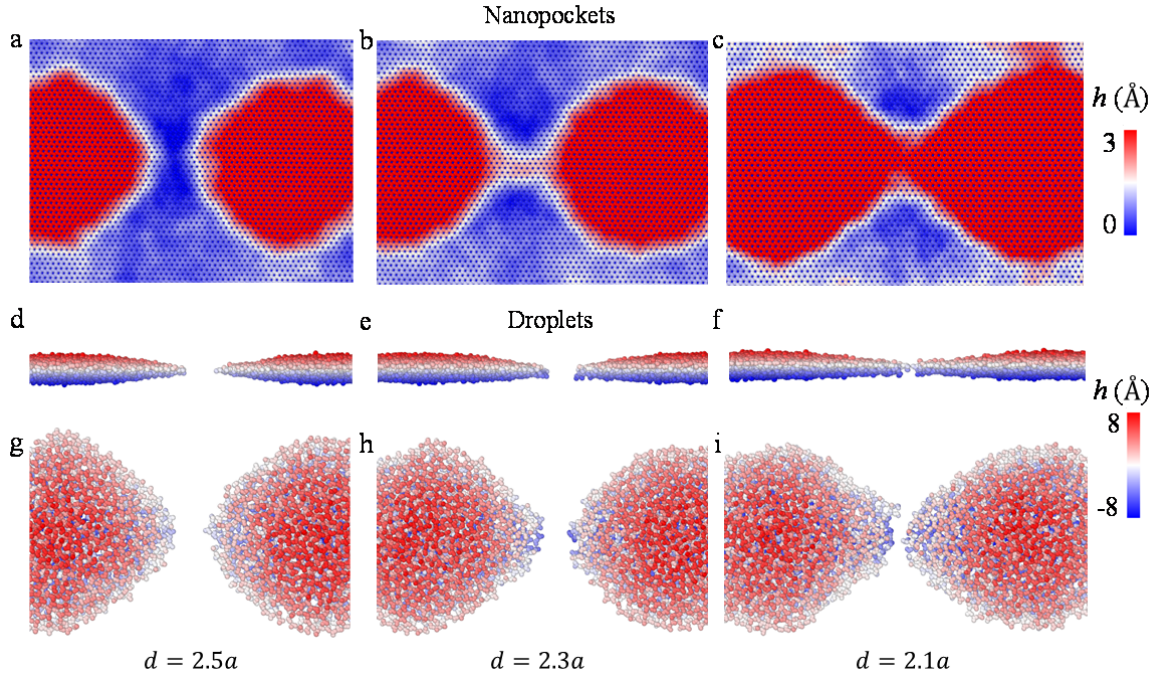 Nanopockets
a
b
c
h (Å)
3
0
d
e
Droplets
f
h (Å)
8
-8
g
h
i
d = 2.5a
d = 2.3a
d = 2.1a